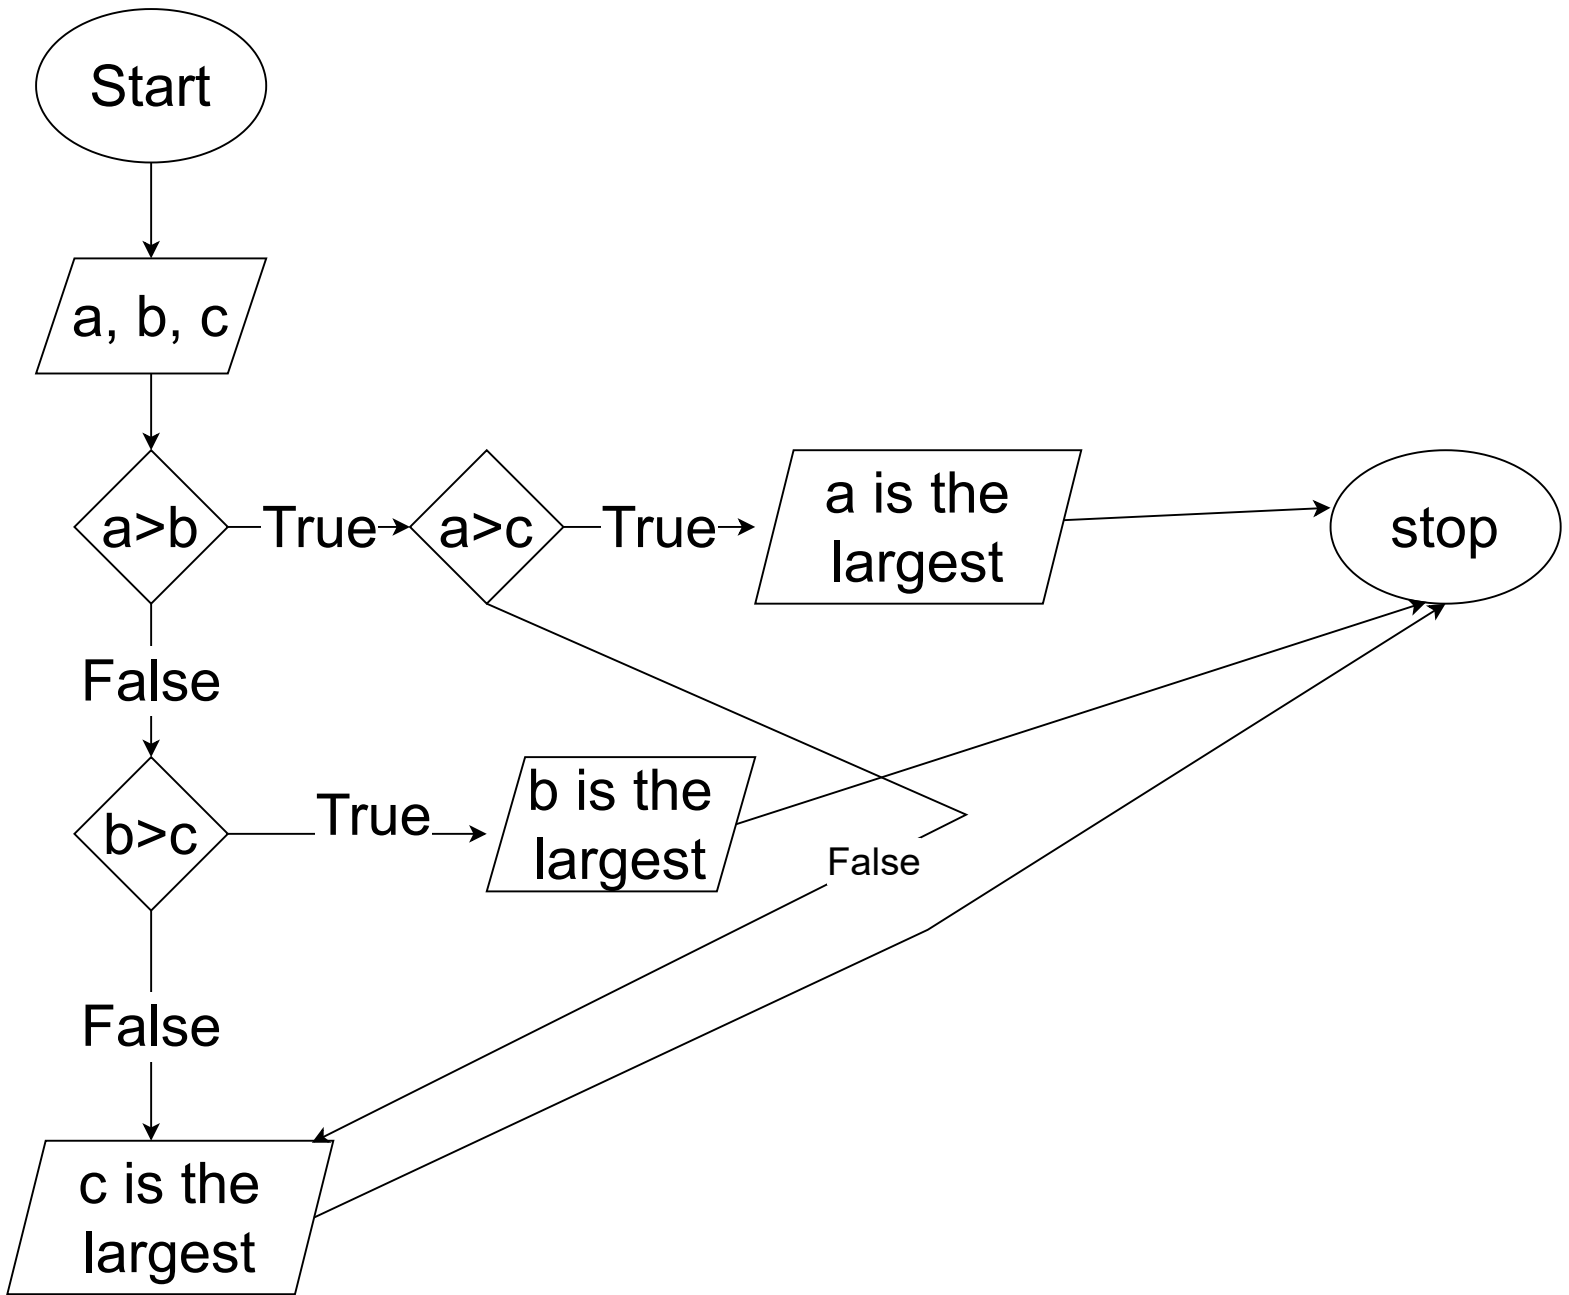 Start
a, b, c
a>b
True
a>c
True
a is the
largest
stop
False
b>c
True
b is the
largest
False
False
c is the
largest